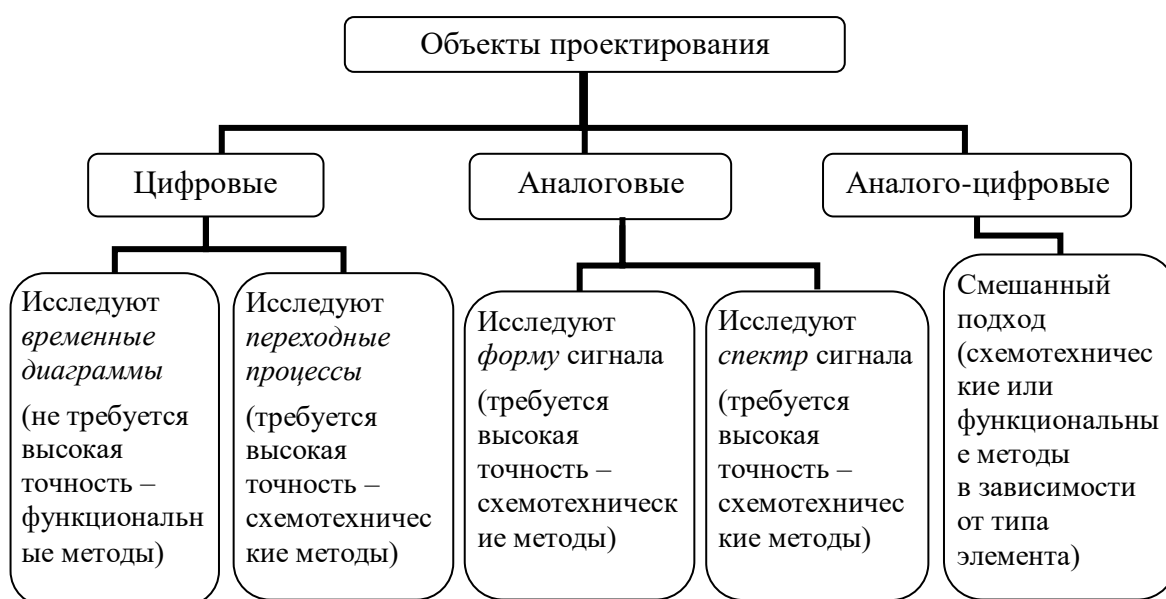 Объекты проектирования
Цифровые
Аналоговые
Аналого-цифровые
Исследуют
временные
диаграммы
(не требуется
высокая
точность –
функциональн
ые методы)
Исследуют
переходные
процессы
(требуется
высокая
точность –
схемотехничес
кие методы)
Исследуют
форму сигнала
(требуется
высокая
точность –
схемотехническ
ие методы)
Исследуют
спектр сигнала
(требуется
высокая
точность –
схемотехничес
кие методы)
Смешанный
подход
(схемотехничес
кие или
функциональны
е методы
в зависимости
от типа
элемента)